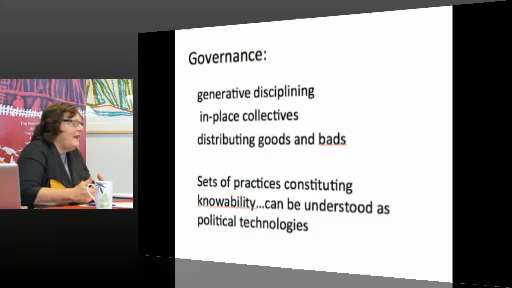 Governance:
generative disciplining
in-place collectives
distributing goods and bads
Sets of practices constituting
knowability...can be understood as
political technologies